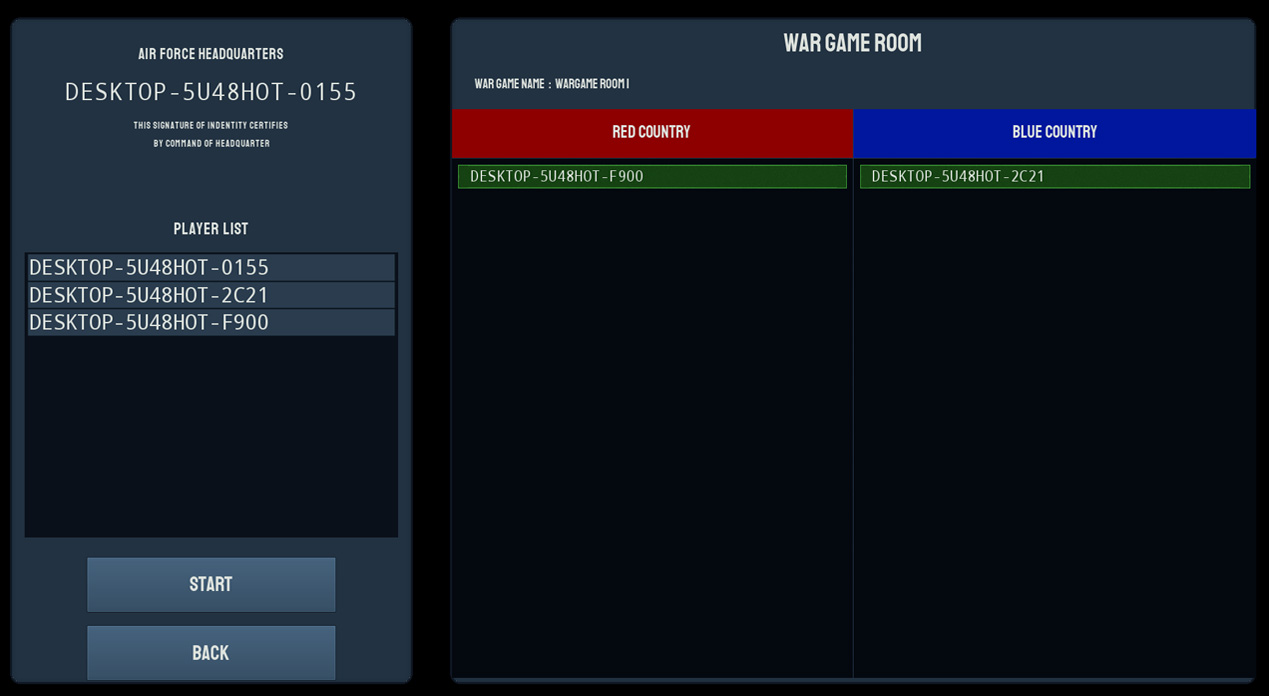 AIR FORCE HEADQUARTERS
DESKTOP-5U48HOT-0155
THIS SIGNATURE OF INDENTITY CERTIFIES
BY COMMAND OF HEADQUARTER
PLAYER LIST
DESKTOP-5U48HOT-0155
DESKTOP-5U48HOT-2C21
DESKTOP-5U48HOT-F900
START
BACK
WAR GAME ROOM
WAR GAME NAME : WARGAME ROOM 1
RED COUNTRY
BLUE COUNTRY
DESKTOP-5U48HOT-F900
DESKTOP-5U48HOT-2C21